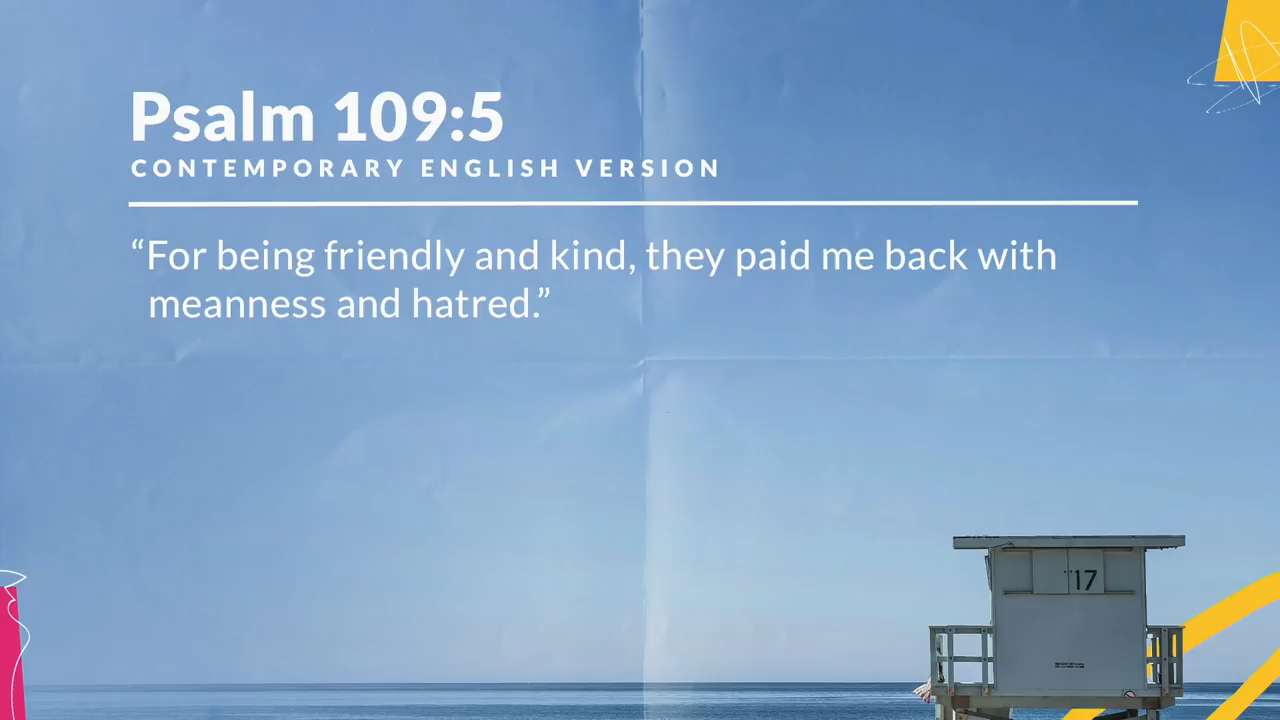 Psalm 109:5
CONTEMPORARY ENGLISH VERSION
“For being friendly and kind, they paid me back with
meanness and hatred.”
17